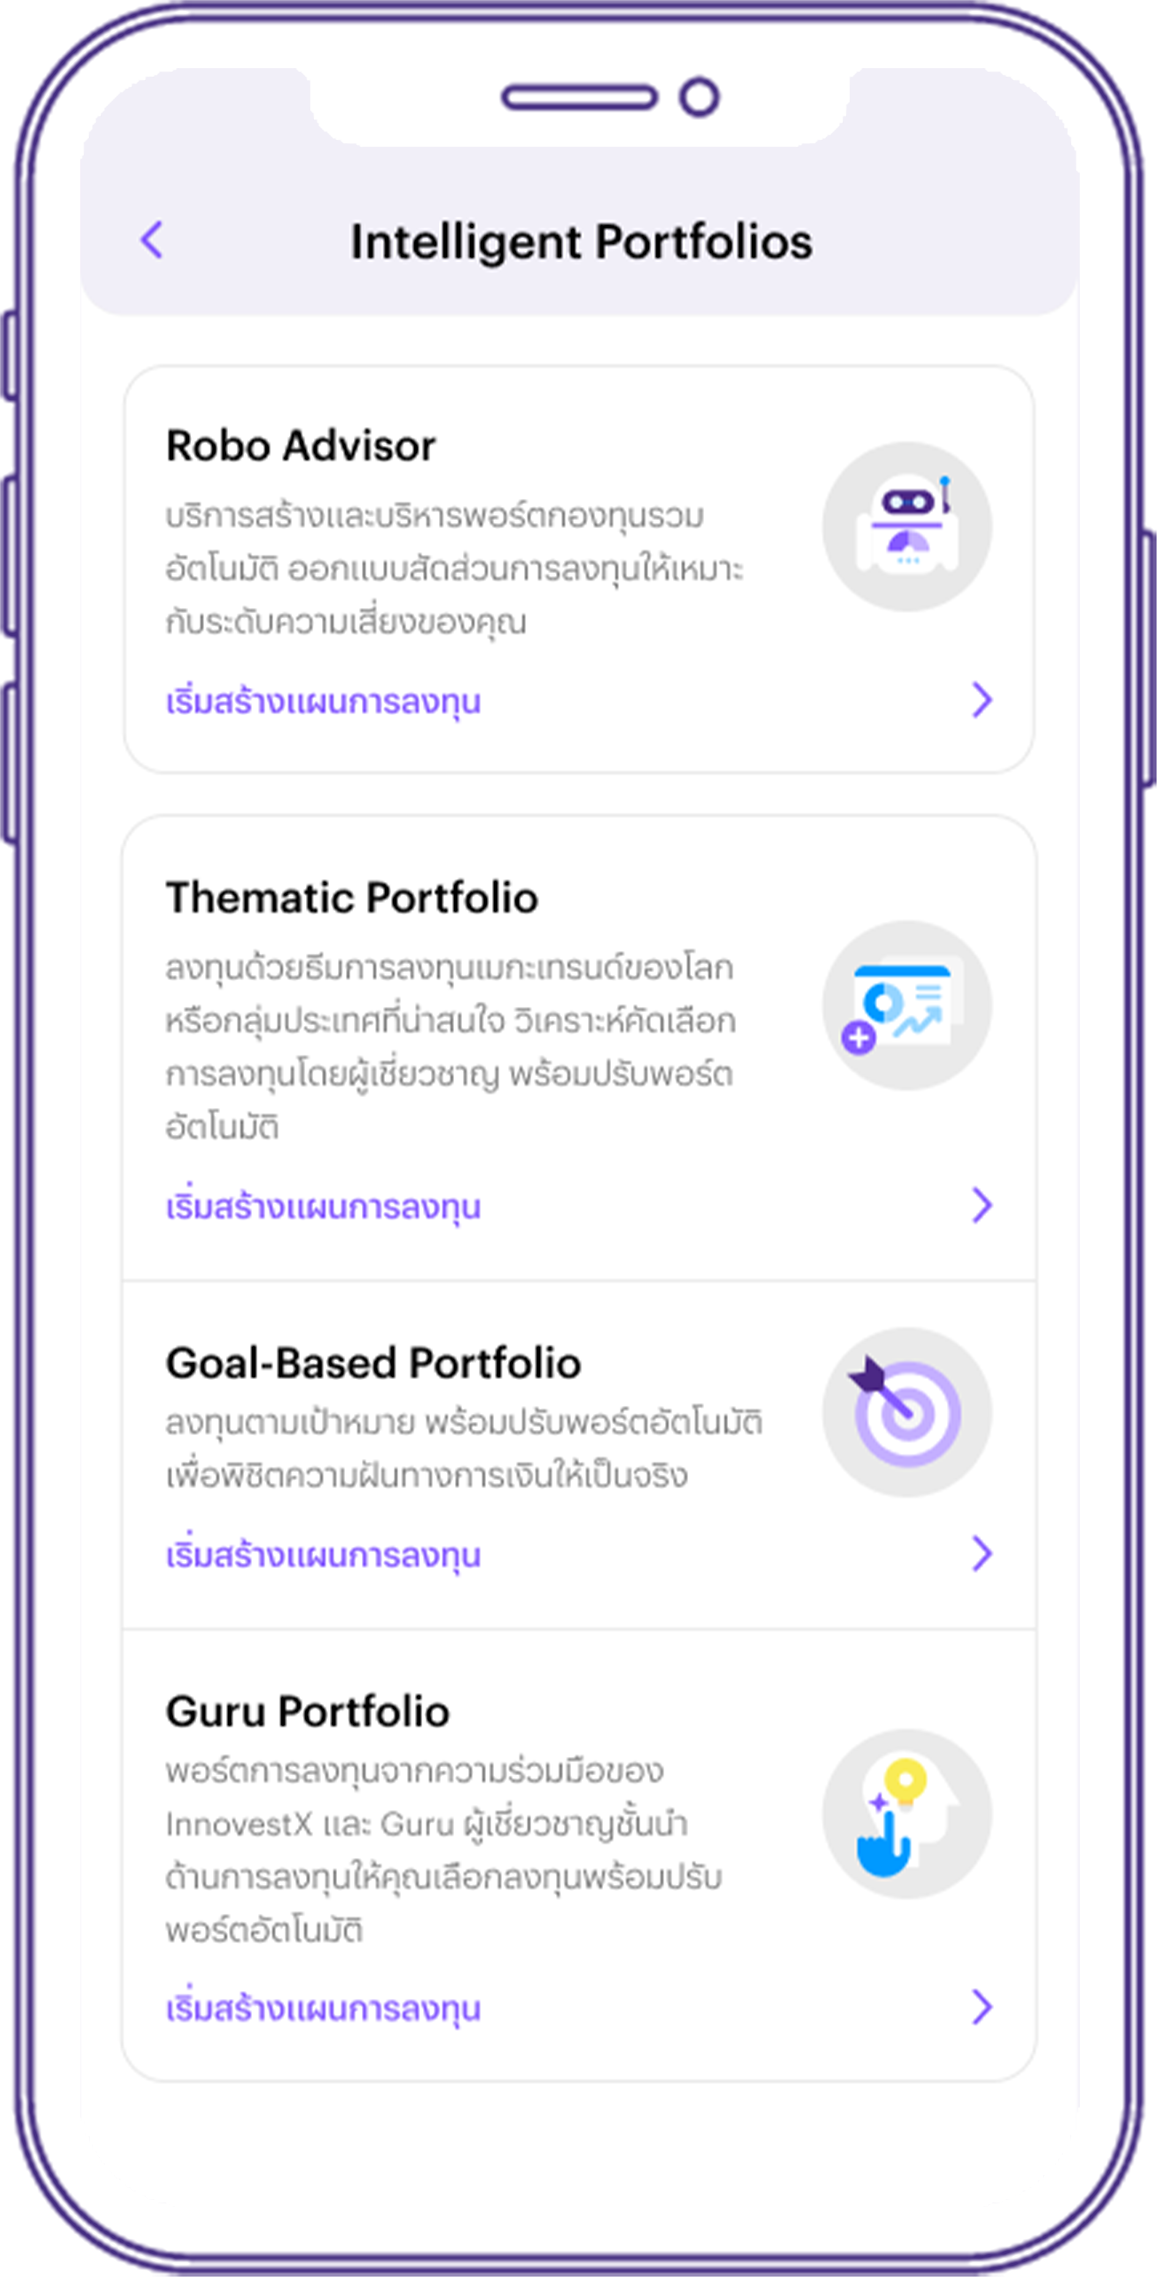 Intelligent Portfolios
Robo Advisor
บริการสร้างและบริหารพอร์ตกองทุนรวม
อัตโนมัติ ออกแบบสัดส่วนการลงทุนให้เหมาะ
กับระดับความเสี่ยงของคุณ
เริ่มสร้างแผนการลงทุน
Thematic Portfolio
ลงทุนด้วยธีมการลงทุนเมกะเทรนด์ของโลก
หรือกลุ่มประเทศที่น่าสนใจ วิเคราะห์คัดเลือก
การลงทุนโดยผู้เชี่ยวชาญ พร้อมปรับพอร์ต
อัตโนมัติ
เริ่มสร้างแผนการลงทุน
Goal-Based Portfolio
ลงทุนตามเป้าหมาย พร้อมปรับพอร์ตอัตโนมัติ
เพื่อพิชิตความฝันทางการเงินให้เป็นจริง
เริ่มสร้างแผนการลงทุน
Guru Portfolio
พอร์ตการลงทุนจากความร่วมมือของ
InnovestX และ Guru ผู้เชี่ยวชาญชั้นนำ
ด้านการลงทุนให้คุณเลือกลงทุนพร้อมปรับ
พอร์ตอัตโนมัติ
เริ่มสร้างแผนการลงทุน